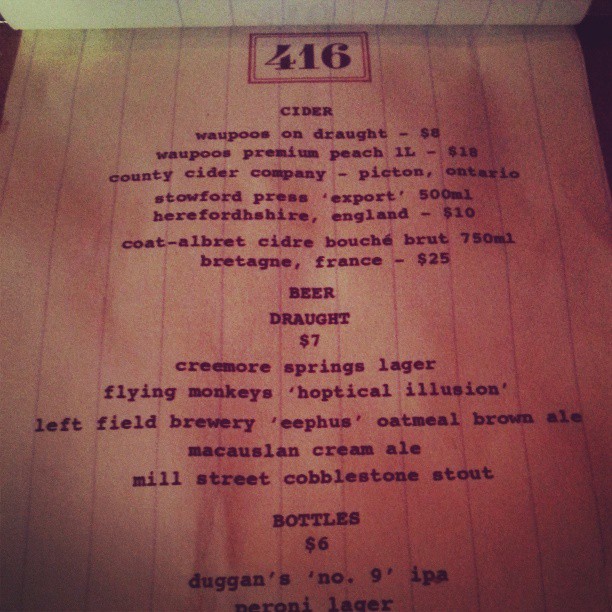 416
CIDER
waupoos on draught - $8
waupoos premium peach 1L - $18
county cider company - picton, ontario
stowford press 'export' 500ml
herefordhshire, england - $10
coat-albret cidre bouché brut 750ml
bretagne, france - $25
BEER
DRAUGHT
$7
creemore springs lager
flying monkeys 'hoptical illusion'
left field brewery 'eephus' oatmeal brown ale
macauslan cream ale
mill street cobblestone stout
BOTTLES
$6
duggan's 'no. 9' ipa
peroni lager